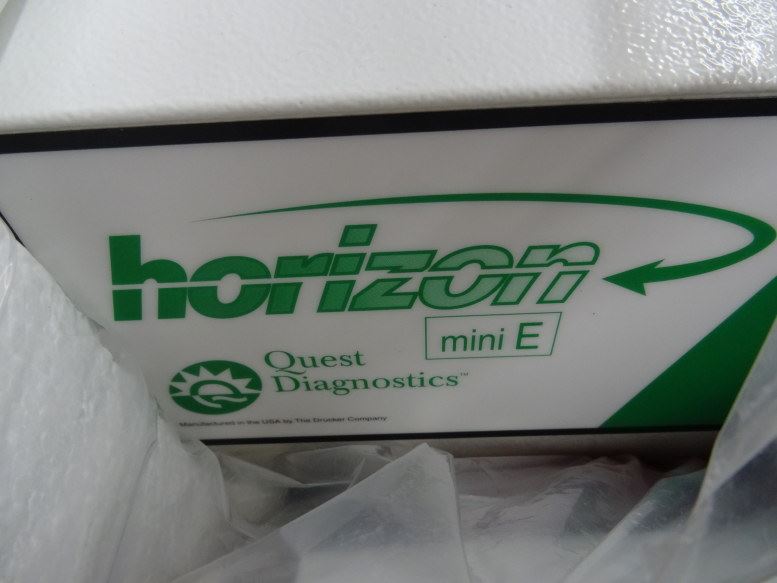 horizon
mini E
Quest
Diagnostics™
Manufactured in the USA by The Drucker Company